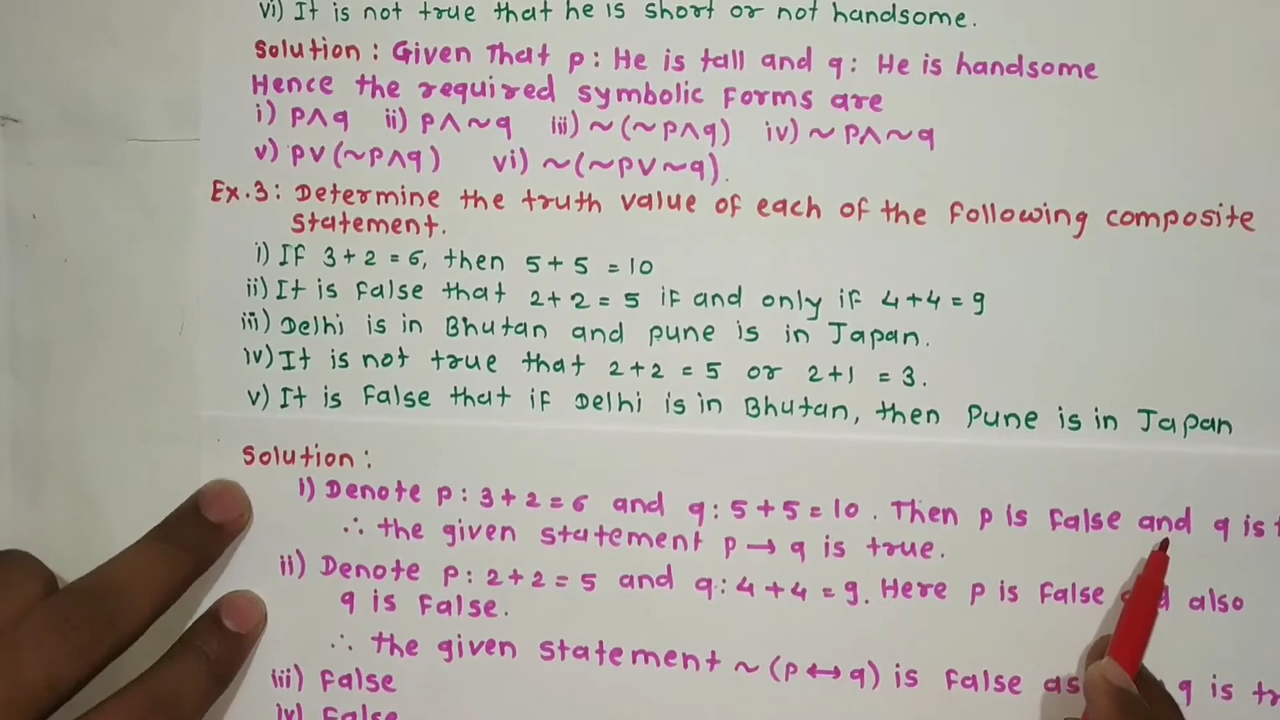 vi) It is not true that he is short or not handsome.
Solution : Given That p : He is tall and q : He is handsome
Hence the required symbolic forms are
i) p∧q ii) p∧~q iii) ~(~p∧q) iv) ~p∧~q
v) p∨(~p∧q) vi) ~(~p∨~q).
Ex.3 : Determine the truth value of each of the following composite
statement.
i) If 3+2 = 6, then 5+5 = 10
ii) It is false that 2+2 = 5 if and only if 4+4 = 9
iii) Delhi is in Bhutan and pune is in Japan.
iv) It is not true that 2+2 = 5 or 2+1 = 3.
v) It is false that if Delhi is in Bhutan, then Pune is in Japan
Solution :
i) Denote p : 3+2 = 6 and q : 5+5 = 10. Then p is false and q is
∴ the given statement p → q is true.
ii) Denote p : 2+2 = 5 and q : 4+4 = 9. Here p is false also
q is false.
∴ the given statement ~(p ↔ q) is false as q is
iii) false
iv) false